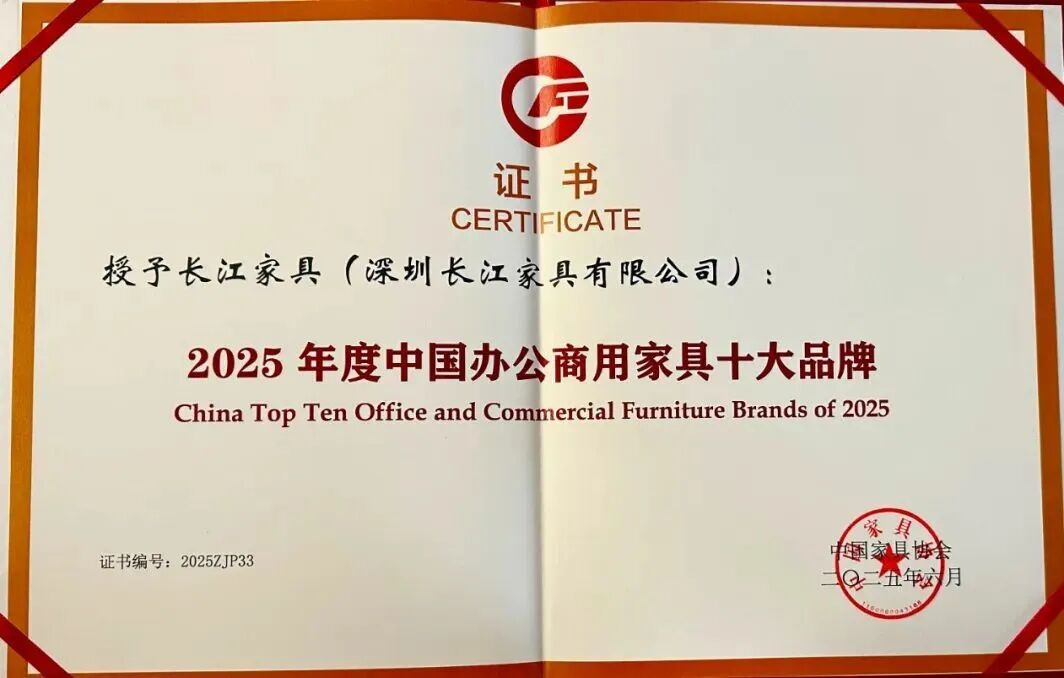 证书
CERTIFICATE
授予长江家具（深圳长江家具有限公司）：
2025 年度中国办公商用家具十大品牌
China Top Ten Office and Commercial Furniture Brands of 2025
证书编号：2025ZJP33
中国家具协会
二〇二五年六月